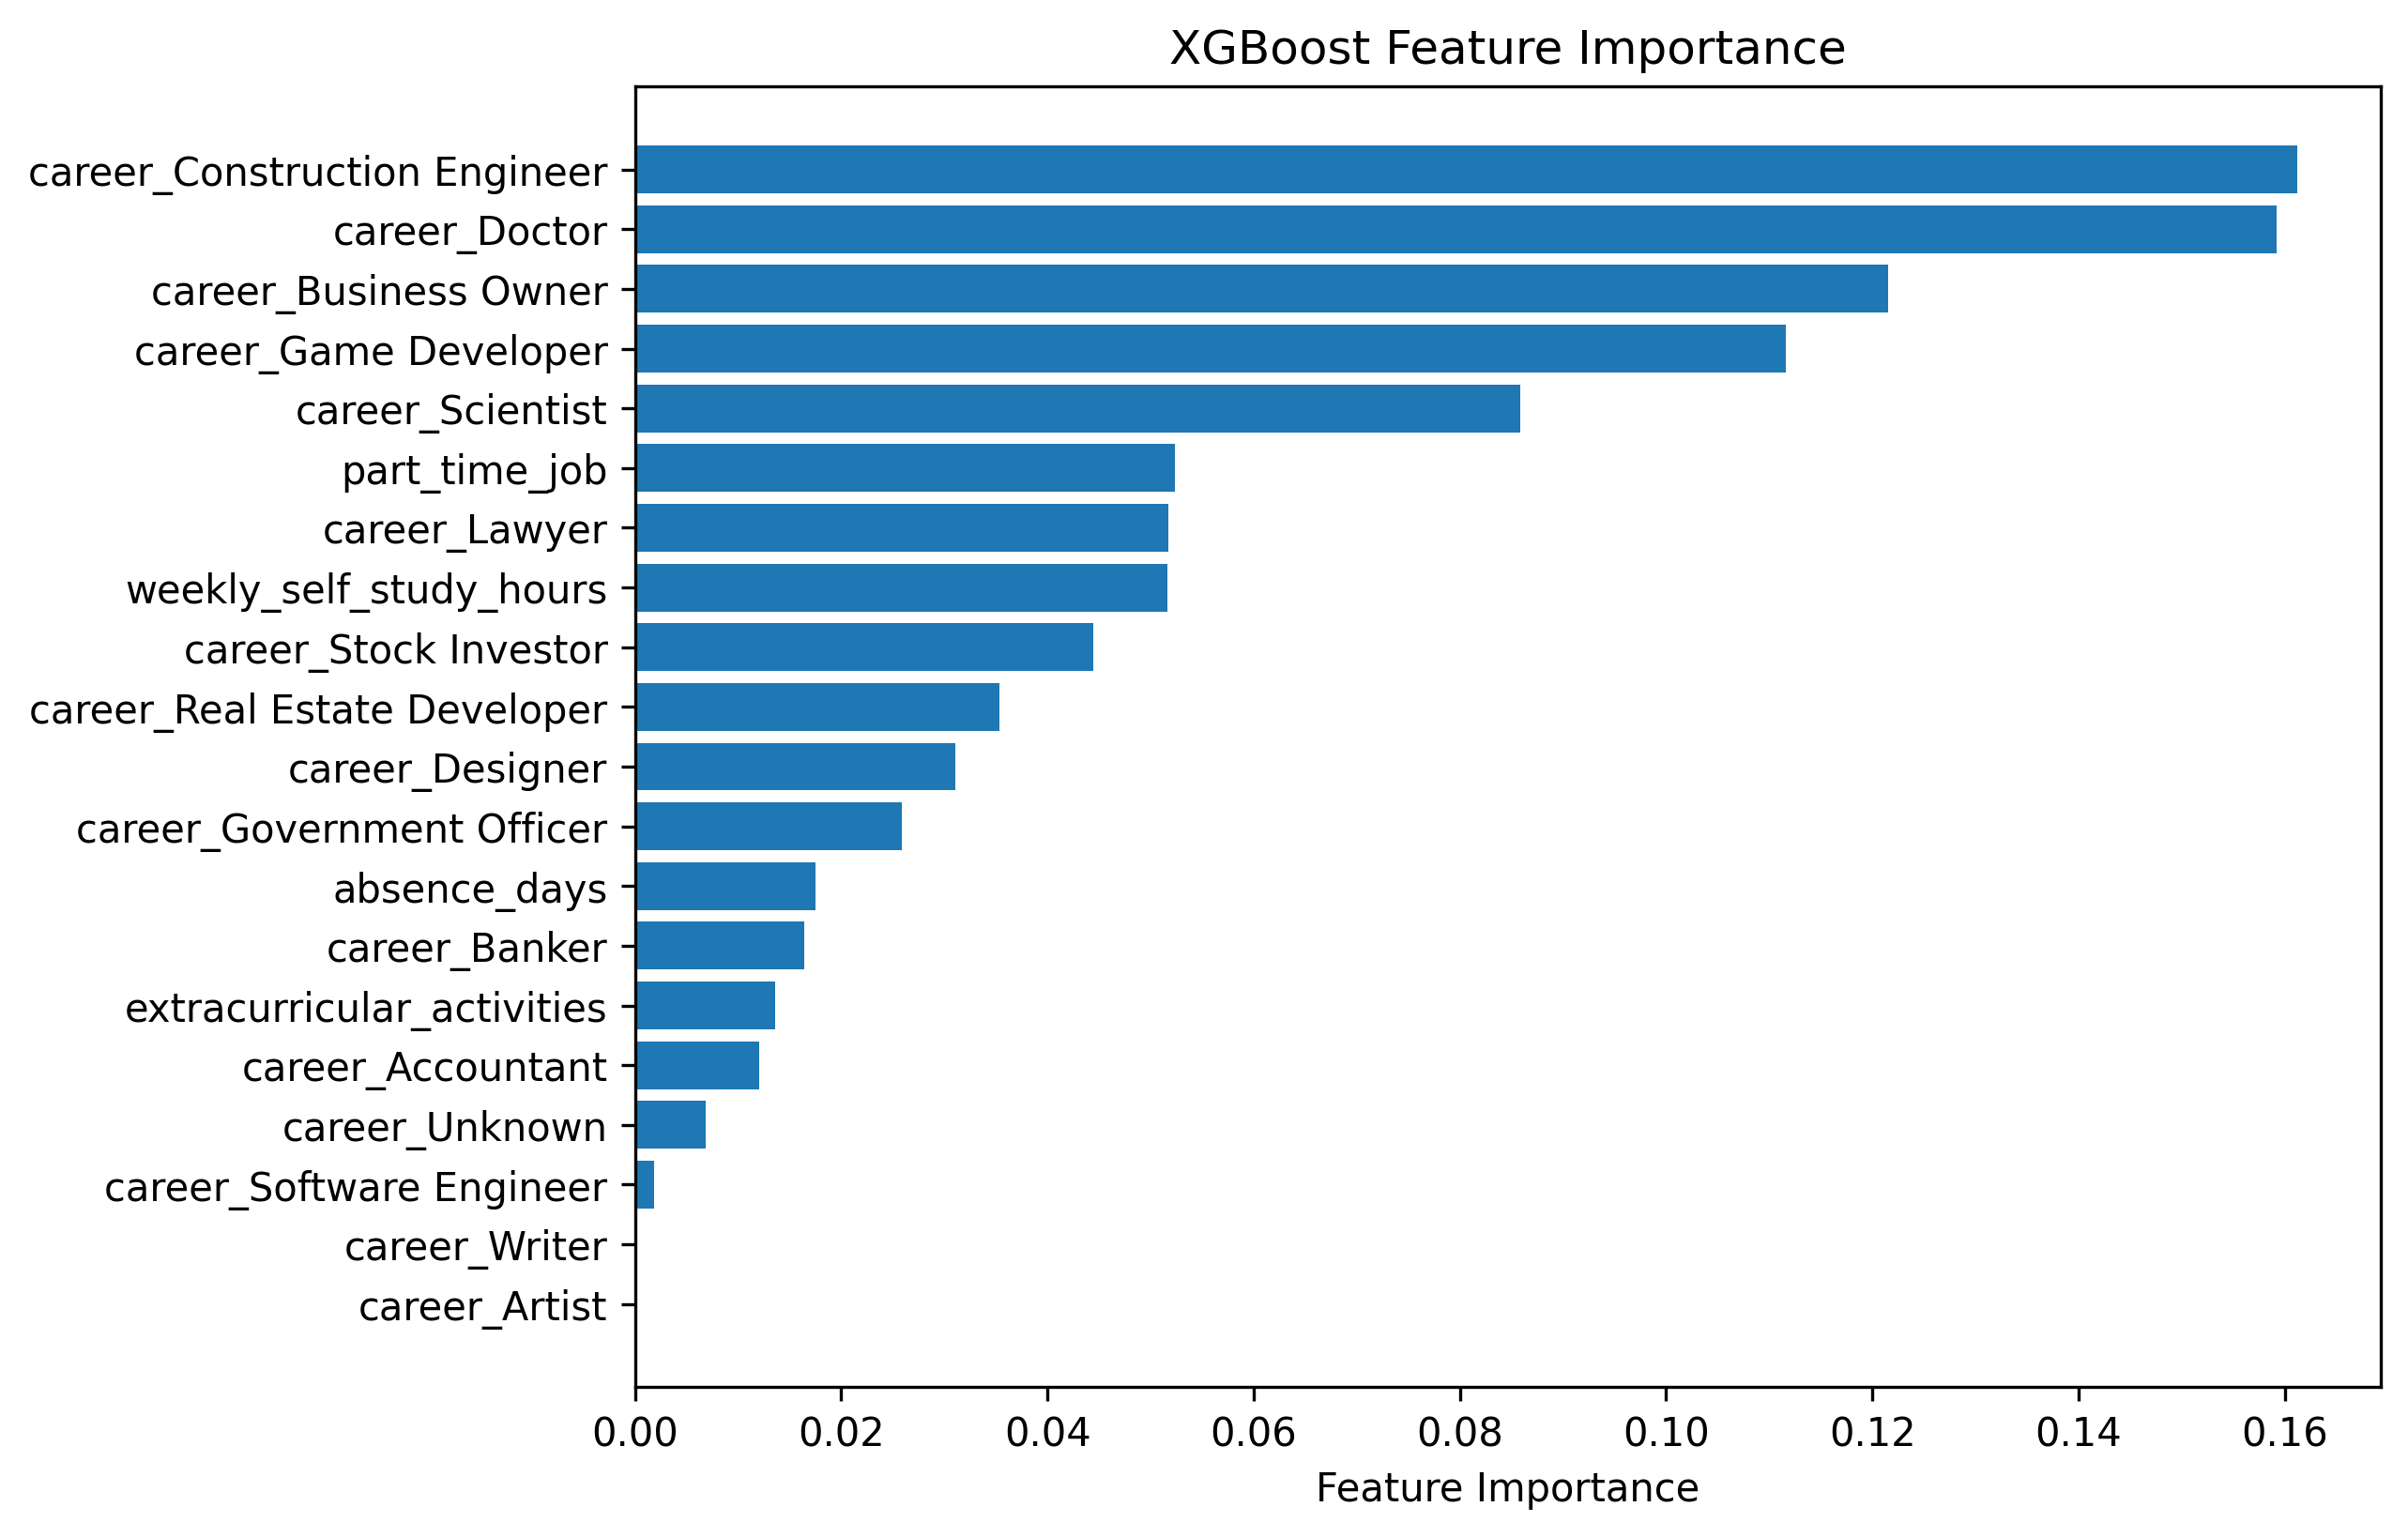 XGBoost Feature Importance
career_Construction Engineer
career_Doctor
career_Business Owner
career_Game Developer
career_Scientist
part_time_job
career_Lawyer
weekly_self_study_hours
career_Stock Investor
career_Real Estate Developer
career_Designer
career_Government Officer
absence_days
career_Banker
extracurricular_activities
career_Accountant
career_Unknown
career_Software Engineer
career_Writer
career_Artist
0.00 0.02 0.04 0.06 0.08 0.10 0.12 0.14 0.16
Feature Importance